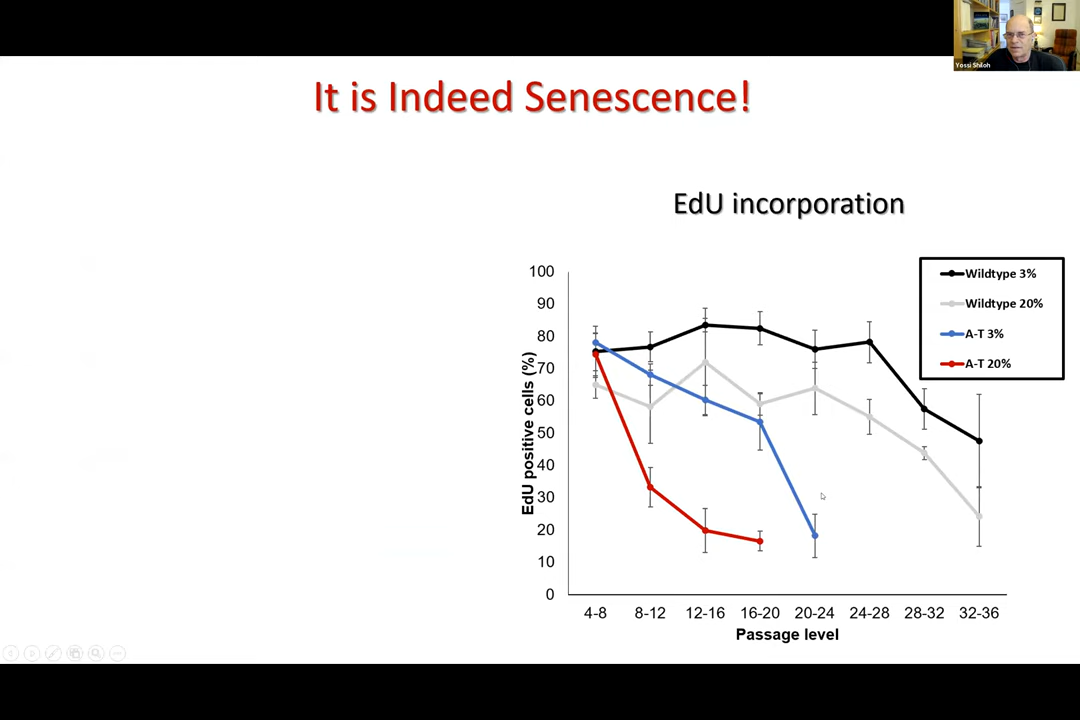 Yossi Shiloh
It is Indeed Senescence!
EdU incorporation
Wildtype 3%
Wildtype 20%
A-T 3%
A-T 20%
EdU positive cells (%)
100
90
80
70
60
50
40
30
20
10
0
4-8 8-12 12-16 16-20 20-24 24-28 28-32 32-36
Passage level